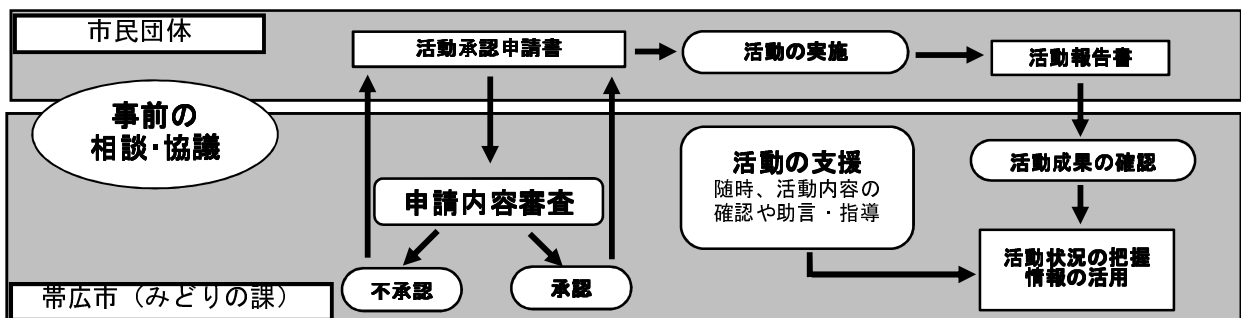 市民団体
活動承認申請書
活動の実施
活動報告書
事前の
相談・協議
活動の支援
随時、活動内容の
確認や助言・指導
活動成果の確認
申請内容審査
活動状況の把握
情報の活用
不承認
承認
帯広市（みどりの課）